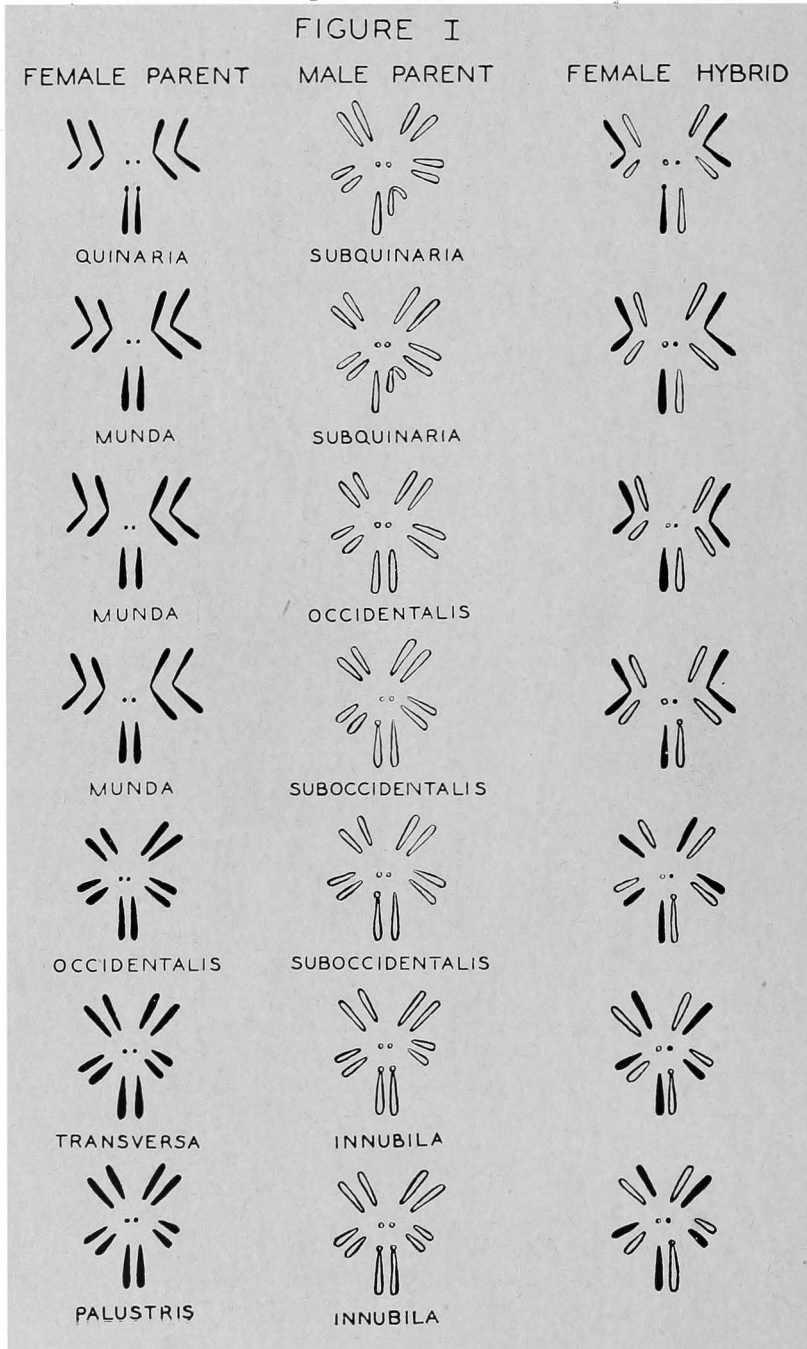 FIGURE I
FEMALE PARENT MALE PARENT FEMALE HYBRID
QUINARIA SUBQUINARIA
MUNDA SUBQUINARIA
MUNDA OCCIDENTALIS
MUNDA SUBOCCIDENTALIS
OCCIDENTALIS SUBOCCIDENTALIS
TRANSVERSA INNUBILA
PALUSTRIS INNUBILA